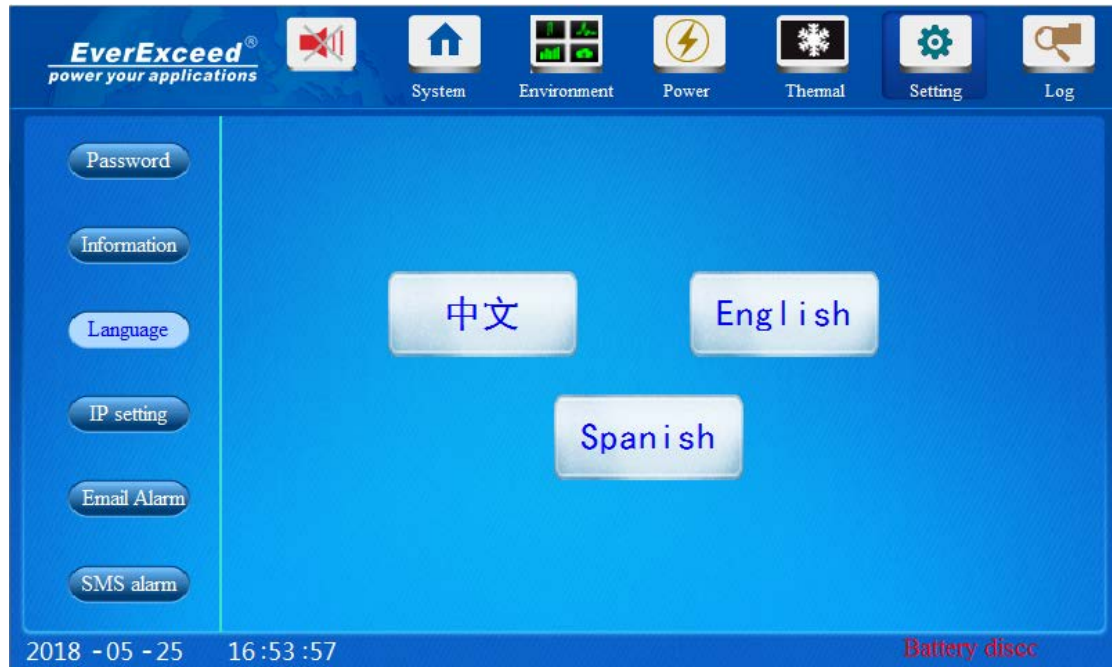 EverExceed®
power your applications
System
Environment
Power
Thermal
Setting
Log
Password
Information
Language
IP setting
Email Alarm
SMS alarm
中文
English
Spanish
2018 - 05 - 25 16:53:57
Battery discc